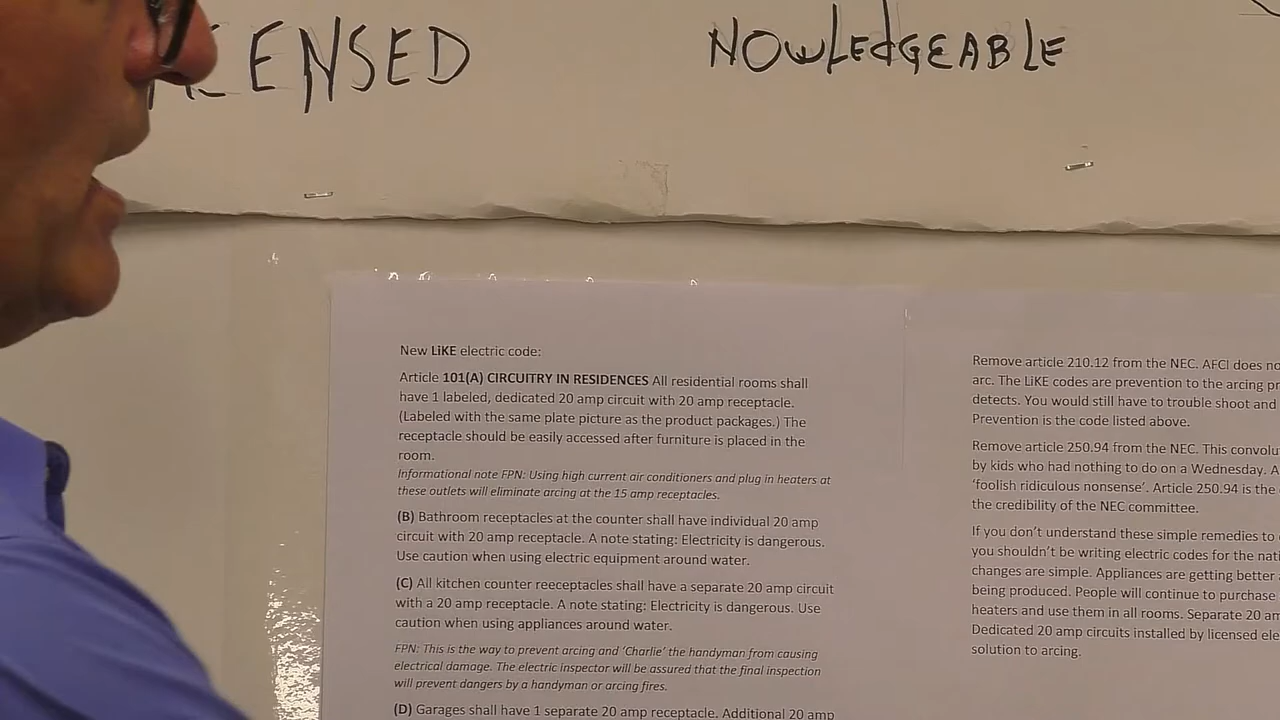 ENSED
NOWLEdGEABLE
New LiKE electric code:
Article 101(A) CIRCUITRY IN RESIDENCES All residential rooms shall
have 1 labeled, dedicated 20 amp circuit with 20 amp receptacle.
(Labeled with the same plate picture as the product packages.) The
receptacle should be easily accessed after furniture is placed in the
room.
Informational note FPN: Using high current air conditioners and plug in heaters at
these outlets will eliminate arcing at the 15 amp receptacles.
(B) Bathroom receptacles at the counter shall have individual 20 amp
circuit with 20 amp receptacle. A note stating: Electricity is dangerous.
Use caution when using electric equipment around water.
(C) All kitchen counter reeceptacles shall have a separate 20 amp circuit
with a 20 amp receptacle. A note stating: Electricity is dangerous. Use
caution when using appliances around water.
FPN: This is the way to prevent arcing and ‘Charlie’ the handyman from causing
electrical damage. The electric inspector will be assured that the final inspection
will prevent dangers by a handyman or arcing fires.
(D) Garages shall have 1 separate 20 amp receptacle. Additional 20 amp
Remove article 210.12 from the NEC. AFCI does no
arc. The LiKE codes are prevention to the arcing pr
detects. You would still have to trouble shoot and
Prevention is the code listed above.
Remove article 250.94 from the NEC. This convolu
by kids who had nothing to do on a Wednesday. A
‘foolish ridiculous nonsense’. Article 250.94 is the
the credibility of the NEC committee.
If you don’t understand these simple remedies to
you shouldn’t be writing electric codes for the nati
changes are simple. Appliances are getting better
being produced. People will continue to purchase
heaters and use them in all rooms. Separate 20 am
Dedicated 20 amp circuits installed by licensed ele
solution to arcing.